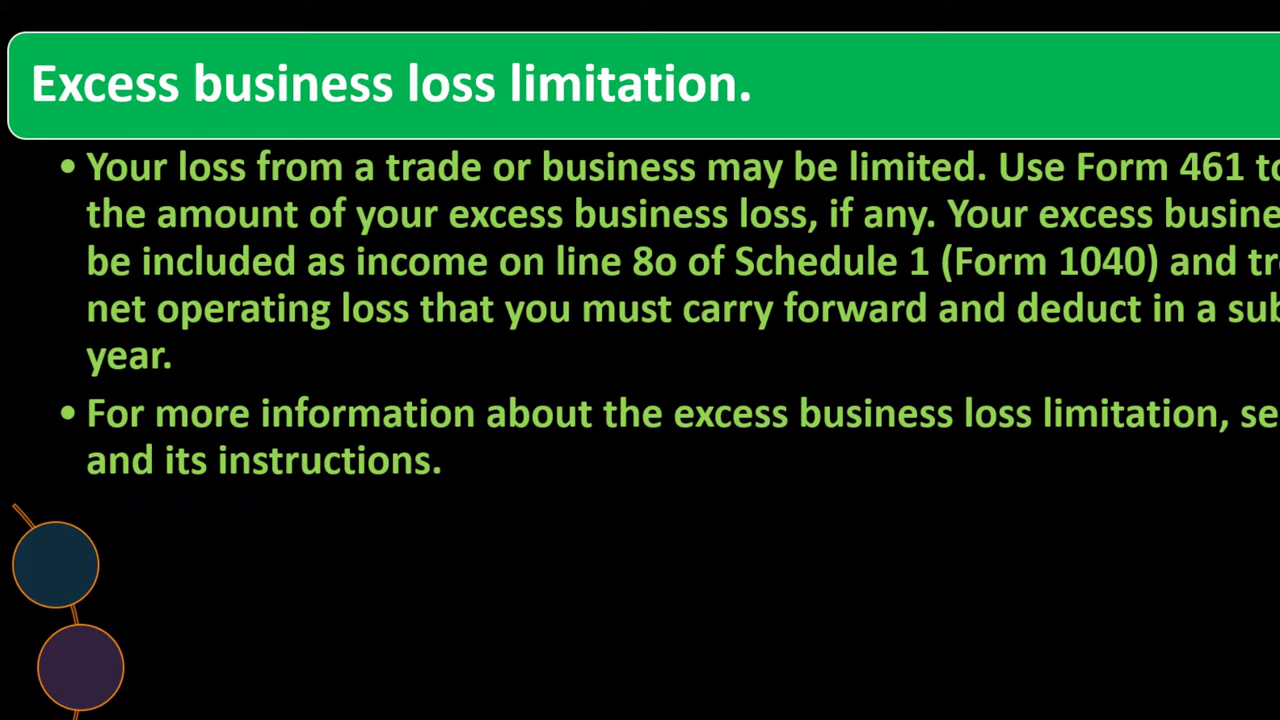 Excess business loss limitation.
• Your loss from a trade or business may be limited. Use Form 461 to
the amount of your excess business loss, if any. Your excess
be included as income on line 8o of Schedule 1 (Form 1040) and
net operating loss that you must carry forward and deduct in a
year.
• For more information about the excess business loss limitation,
and its instructions.